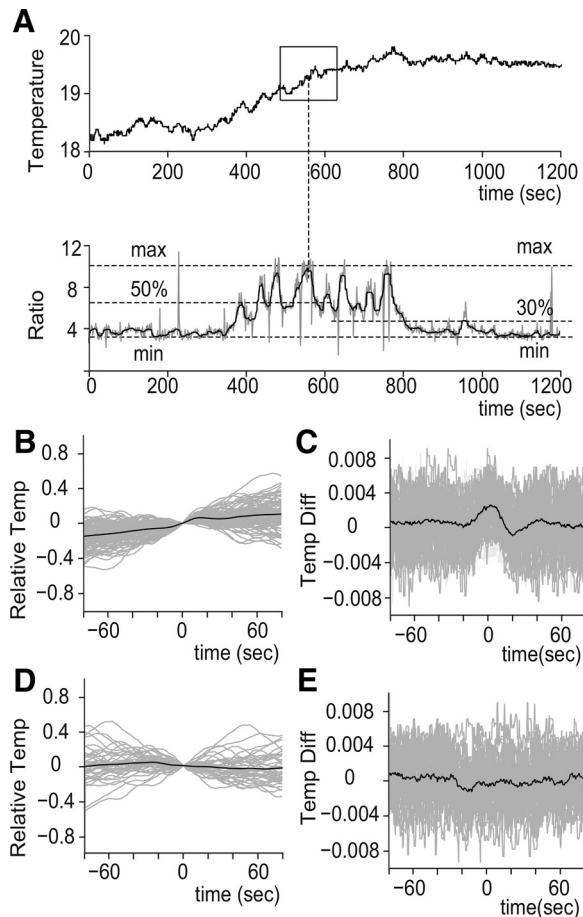 A
Temperature
20
19
18
0 200 400 600 800 1000 1200
time (sec)
Ratio
12
8
4
max
50%
min
max
30%
min
0 200 400 600 800 1000 1200
time (sec)
B
Relative Temp
0.8
0.4
0
−0.4
−0.8
−60 0 60
time (sec)
C
Temp Diff
0.008
0.004
0
−0.004
−0.008
−60 0 60
time(sec)
D
Relative Temp
0.8
0.4
0
−0.4
−0.8
−60 0 60
time (sec)
E
Temp Diff
0.008
0.004
0
−0.004
−0.008
−60 0 60
time(sec)